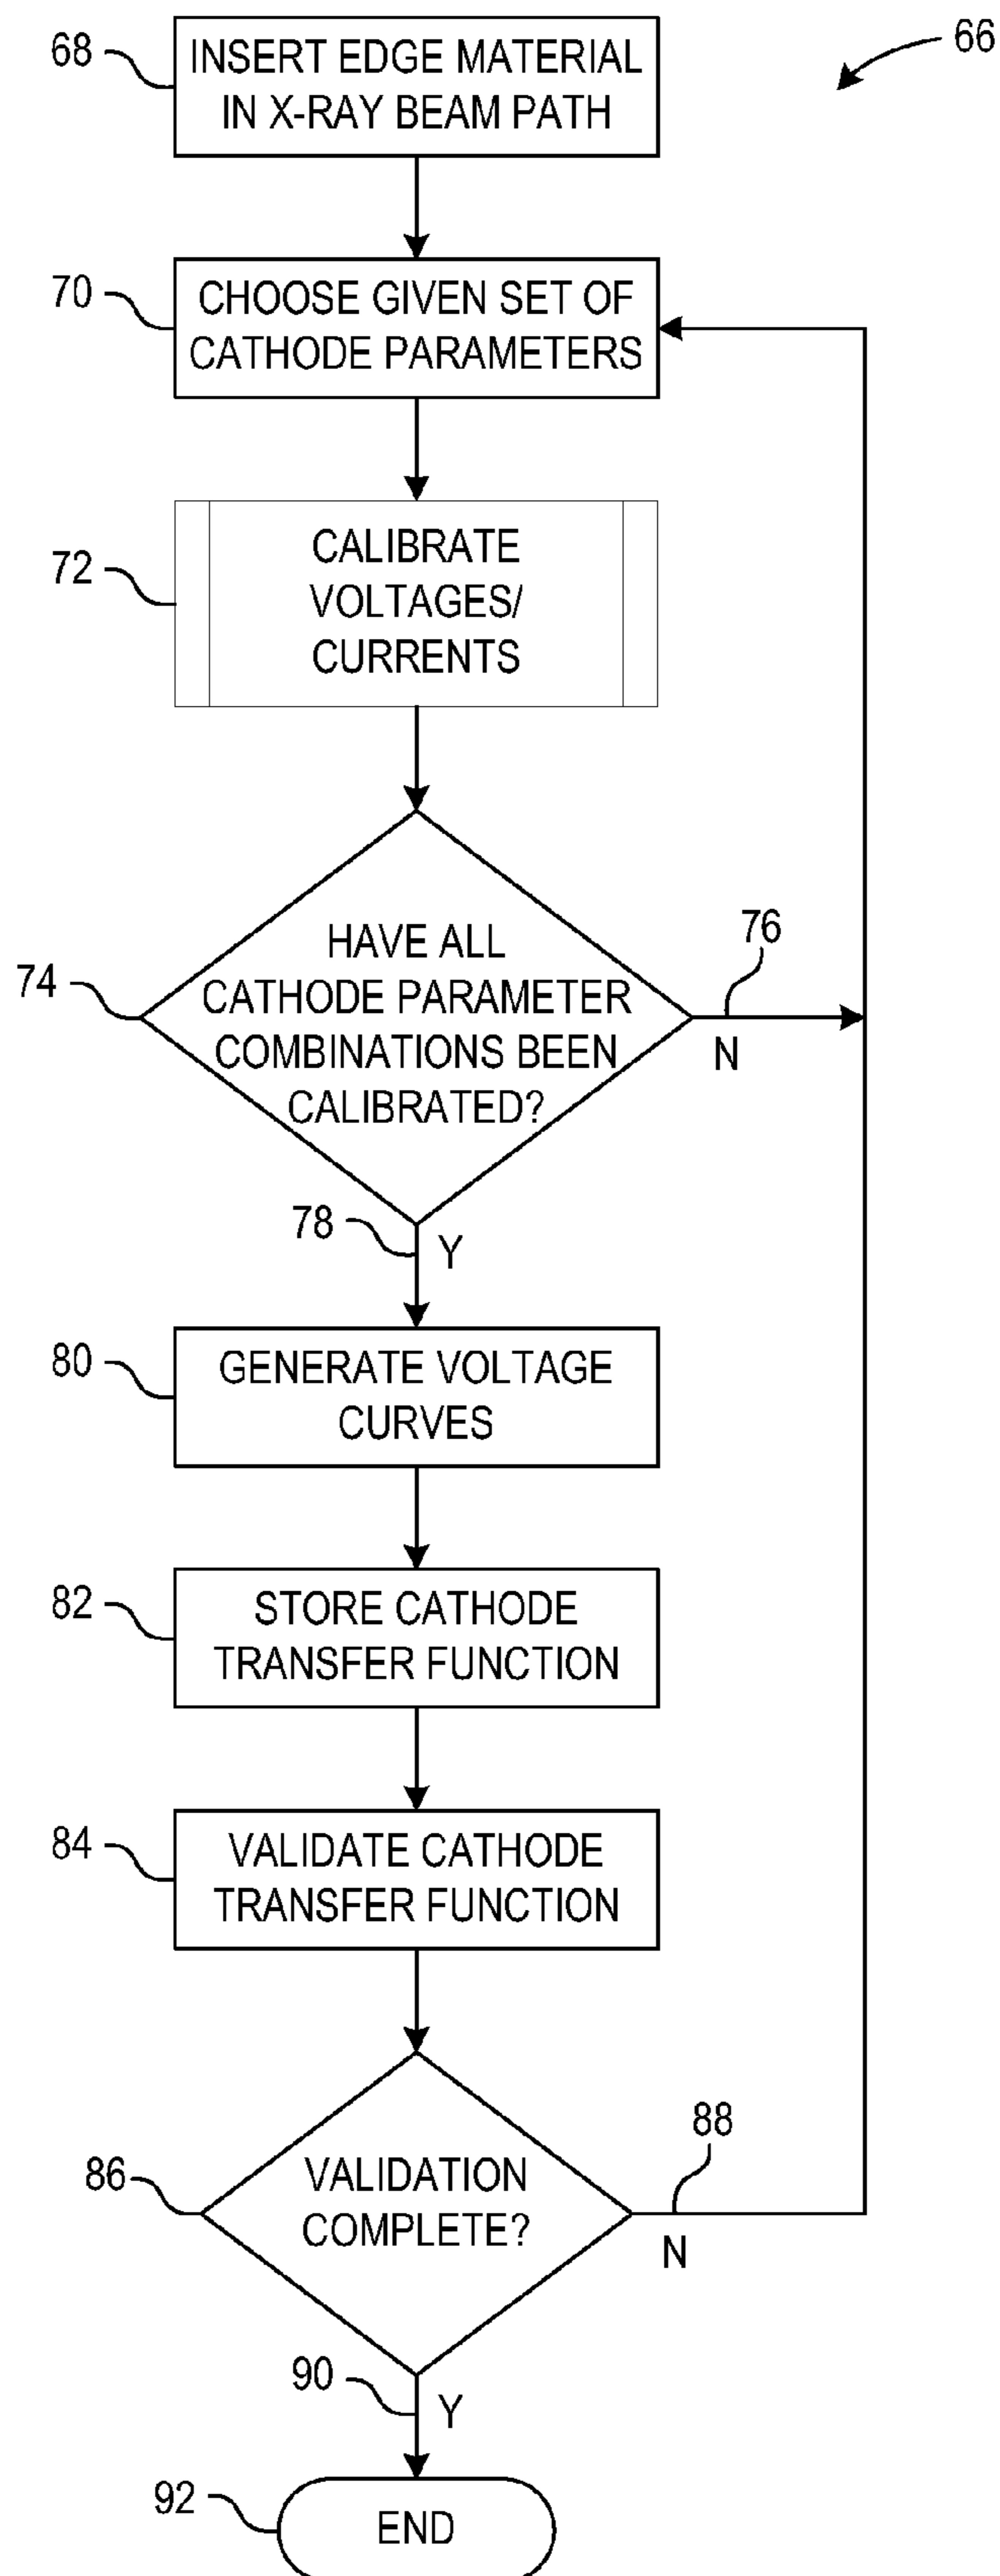 66
68
INSERT EDGE MATERIAL
IN X-RAY BEAM PATH
70
CHOOSE GIVEN SET OF
CATHODE PARAMETERS
72
CALIBRATE
VOLTAGES/
CURRENTS
74
HAVE ALL
CATHODE PARAMETER
COMBINATIONS BEEN
CALIBRATED?
76
N
78
Y
80
GENERATE VOLTAGE
CURVES
82
STORE CATHODE
TRANSFER FUNCTION
84
VALIDATE CATHODE
TRANSFER FUNCTION
86
VALIDATION
COMPLETE?
88
N
90
Y
92
END